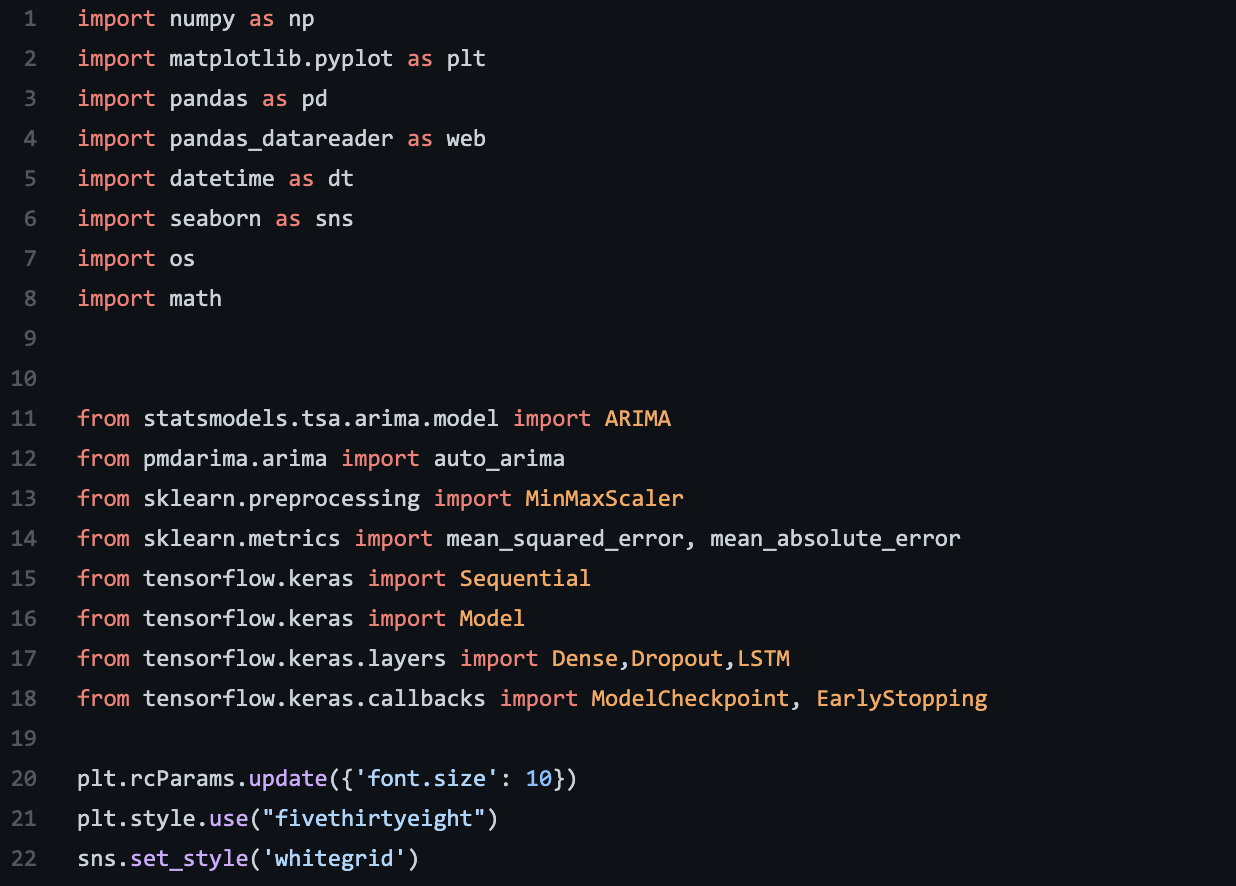 1 import numpy as np
2 import matplotlib.pyplot as plt
3 import pandas as pd
4 import pandas_datareader as web
5 import datetime as dt
6 import seaborn as sns
7 import os
8 import math
9
10
11 from statsmodels.tsa.arima.model import ARIMA
12 from pmdarima.arima import auto_arima
13 from sklearn.preprocessing import MinMaxScaler
14 from sklearn.metrics import mean_squared_error, mean_absolute_error
15 from tensorflow.keras import Sequential
16 from tensorflow.keras import Model
17 from tensorflow.keras.layers import Dense,Dropout,LSTM
18 from tensorflow.keras.callbacks import ModelCheckpoint, EarlyStopping
19
20 plt.rcParams.update({'font.size': 10})
21 plt.style.use("fivethirtyeight")
22 sns.set_style('whitegrid')